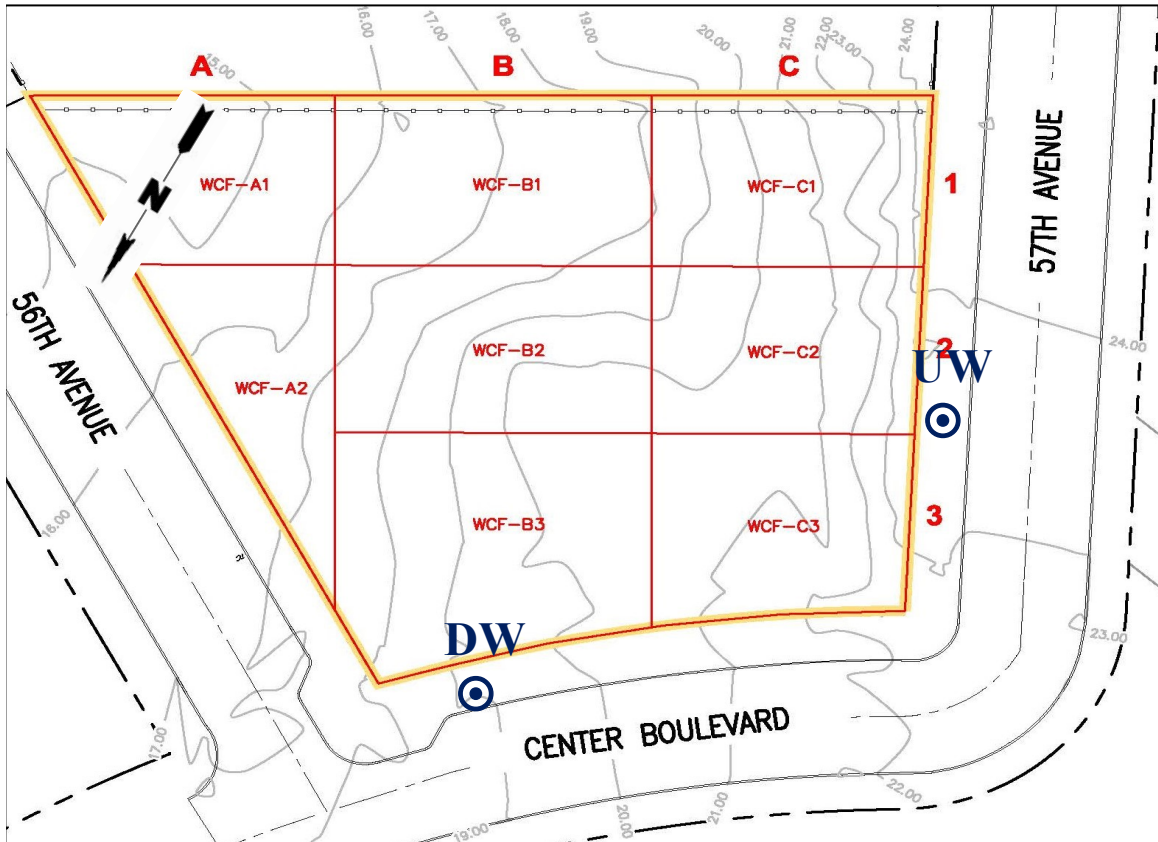 16.00
17.00
18.00
19.00
20.00
21.00
22.00
23.00
24.00
A
15.00
B
C
57TH AVENUE
N
WCF-A1
WCF-B1
WCF-C1
1
56TH AVENUE
WCF-A2
WCF-B2
WCF-C2
2
UW
24.00
16.00
WCF-B3
WCF-C3
3
DW
23.00
17.00
CENTER BOULEVARD
19.00
20.00
21.00
22.00